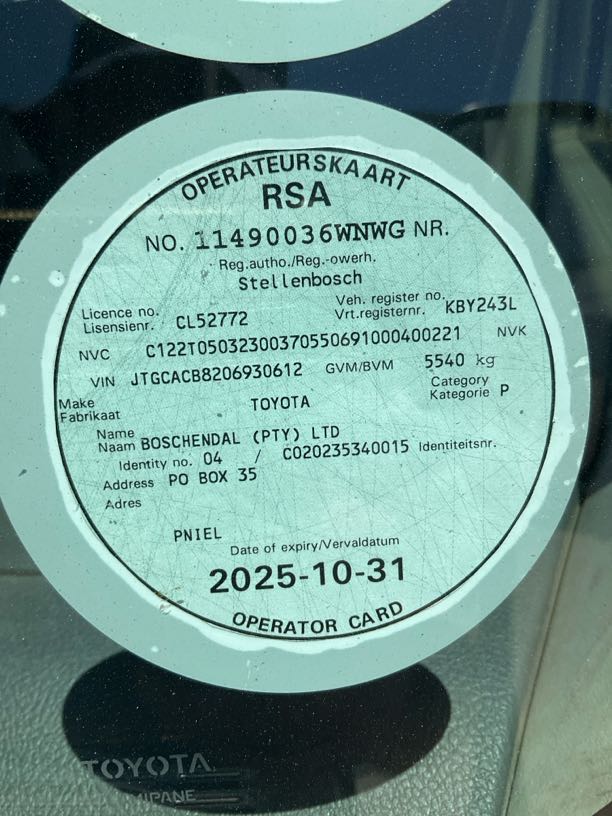 OPERATEURSKAART
RSA
NO. 11490036WNWG NR.
Reg.autho./Reg.-owerh.
Stellenbosch
Licence no. Veh. register no.
Lisensienr. CL52772 Vrt.registernr. KBY243L
NVC C122T05032300370550691000400221 NVK
VIN JTGCACB8206930612 GVM/BVM 5540 kg
Make Category
Fabrikaat TOYOTA Kategorie P
Name
Naam BOSCHENDAL (PTY) LTD
Identity no. 04 / C020235340015 Identiteitsnr.
Address PO BOX 35
Adres
PNIEL
Date of expiry/Vervaldatum
2025-10-31
OPERATOR CARD
TOYOTA